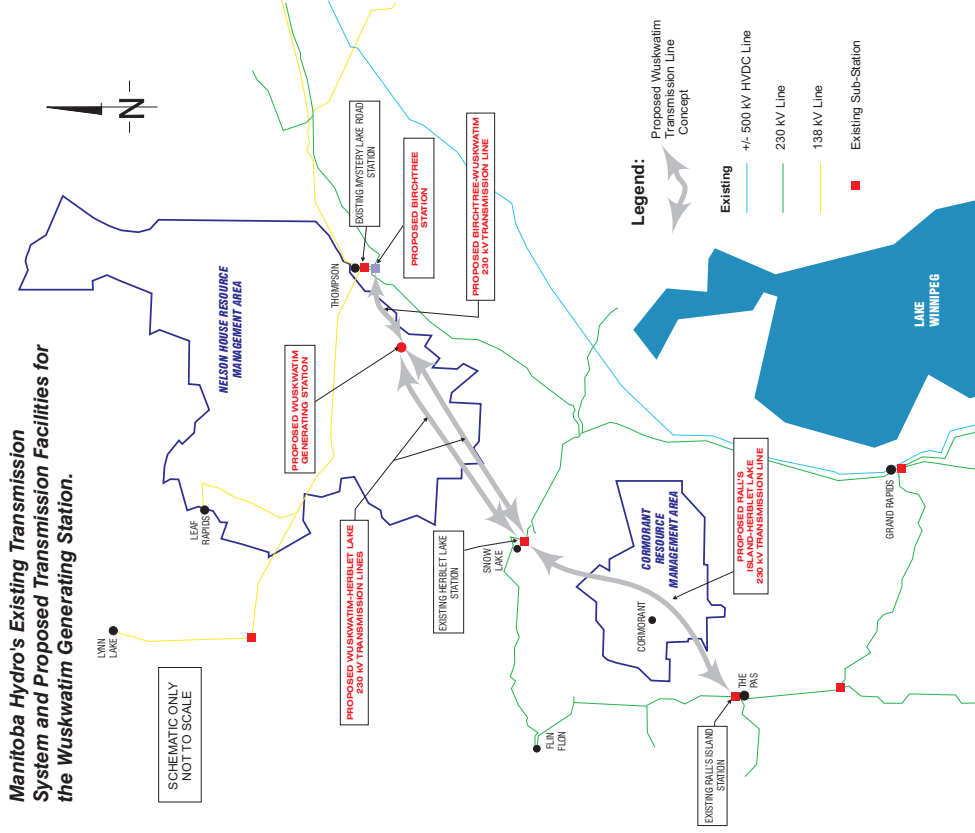 Manitoba Hydro's Existing Transmission
System and Proposed Transmission Facilities for
the Wuskwatim Generating Station.
SCHEMATIC ONLY
NOT TO SCALE
N
LYNN
LAKE
LEAF
RAPIDS
NELSON HOUSE RESOURCE
MANAGEMENT AREA
THOMPSON
EXISTING MYSTERY LAKE ROAD
STATION
PROPOSED BIRCHTREE
STATION
PROPOSED BIRCHTREE-WUSKWATIM
230 kV TRANSMISSION LINE
PROPOSED WUSKWATIM
GENERATING STATION
PROPOSED WUSKWATIM-HERBLET LAKE
230 kV TRANSMISSION LINES
EXISTING HERBLET LAKE
STATION
SNOW
LAKE
FLIN
FLON
CORMORANT
RESOURCE
MANAGEMENT AREA
CORMORANT
PROPOSED RALL'S
ISLAND-HERBLET LAKE
230 kV TRANSMISSION LINE
THE
PAS
EXISTING RALL'S ISLAND
STATION
GRAND RAPIDS
LAKE
WINNIPEG
Legend:
Proposed Wuskwatim
Transmission Line
Concept
Existing
+/- 500 kV HVDC Line
230 kV Line
138 kV Line
Existing Sub-Station